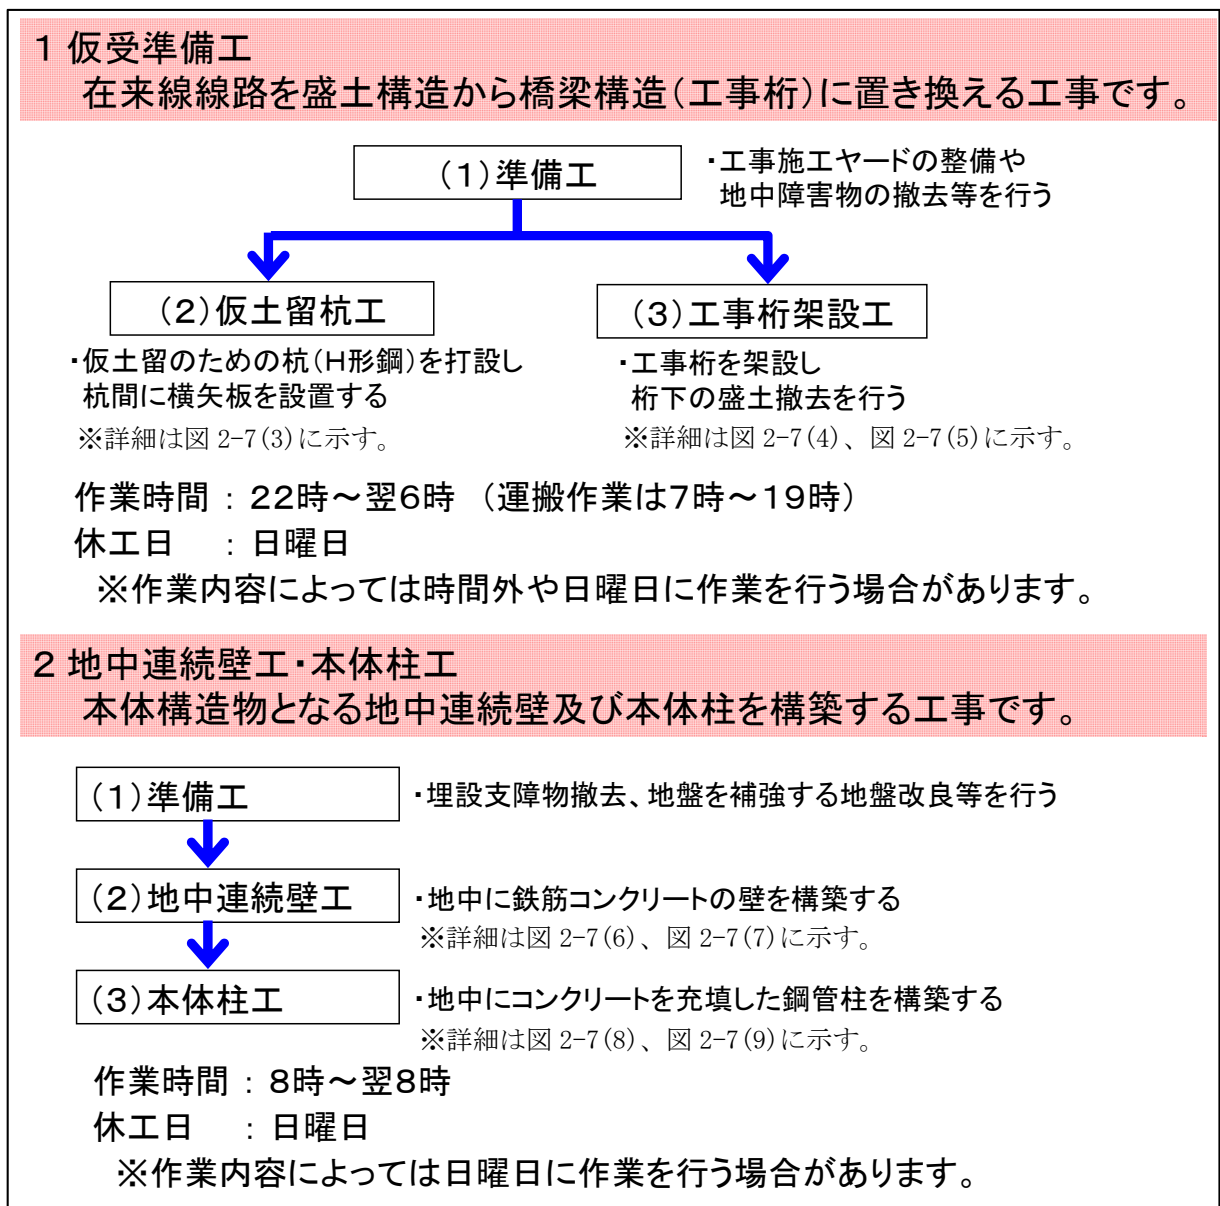 1 仮受準備工
在来線線路を盛土構造から橋梁構造(工事桁)に置き換える工事です。
(1)準備工
・工事施工ヤードの整備や
地中障害物の撤去等を行う
(2)仮土留杭工
・仮土留のための杭(H形鋼)を打設し
杭間に横矢板を設置する
※詳細は図 2-7(3)に示す。
(3)工事桁架設工
・工事桁を架設し
桁下の盛土撤去を行う
※詳細は図 2-7(4)、図 2-7(5)に示す。
作業時間 : 22時～翌6時 (運搬作業は7時～19時)
休工日 : 日曜日
※作業内容によっては時間外や日曜日に作業を行う場合があります。
2 地中連続壁工・本体柱工
本体構造物となる地中連続壁及び本体柱を構築する工事です。
(1)準備工
・埋設支障物撤去、地盤を補強する地盤改良等を行う
(2)地中連続壁工
・地中に鉄筋コンクリートの壁を構築する
※詳細は図 2-7(6)、図 2-7(7)に示す。
(3)本体柱工
・地中にコンクリートを充填した鋼管柱を構築する
※詳細は図 2-7(8)、図 2-7(9)に示す。
作業時間 : 8時～翌8時
休工日 : 日曜日
※作業内容によっては日曜日に作業を行う場合があります。